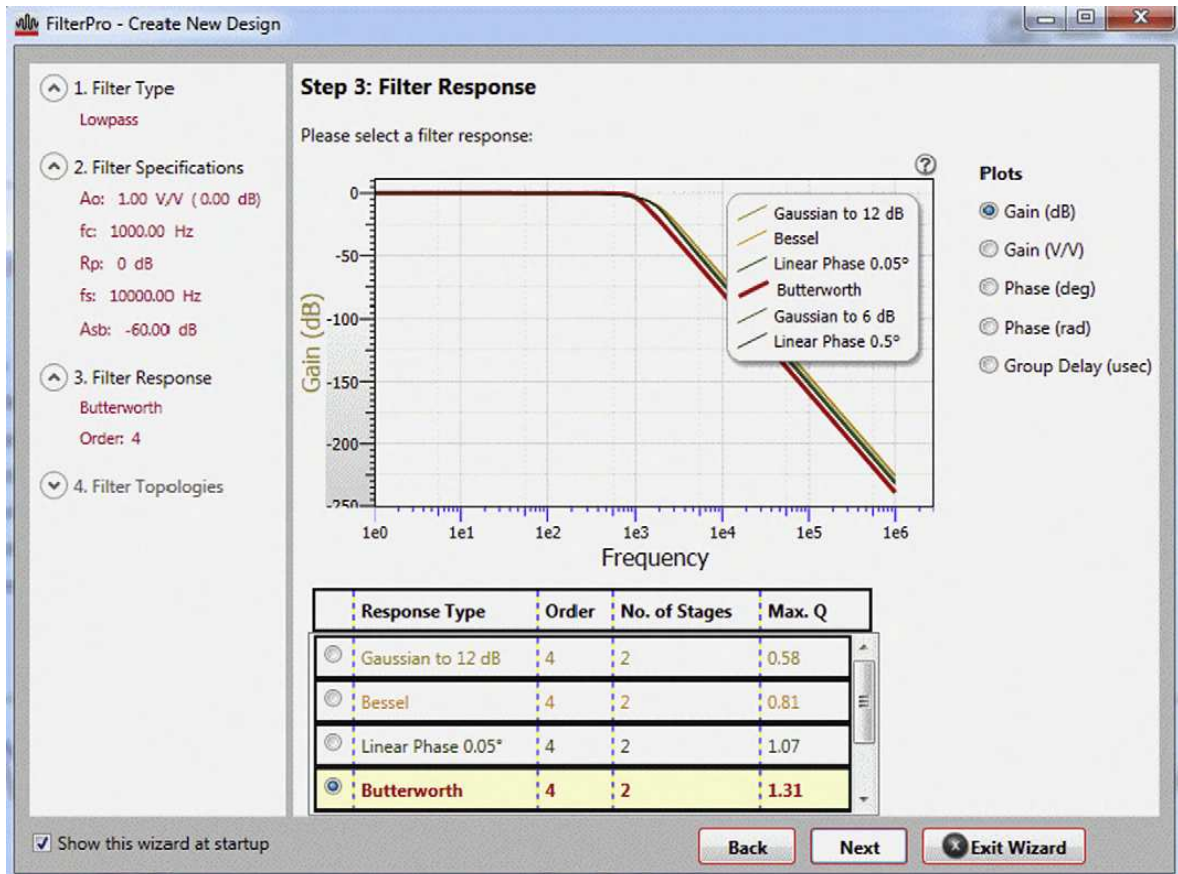 FilterPro - Create New Design
1. Filter Type
Lowpass
2. Filter Specifications
Ao: 1.00 V/V ( 0.00 dB)
fc: 1000.00 Hz
Rp: 0 dB
fs: 10000.00 Hz
Asb: -60.00 dB
3. Filter Response
Butterworth
Order: 4
4. Filter Topologies
Step 3: Filter Response
Please select a filter response:
?
Gain (dB)
0
-50
-100
-150
-200
-250
1e0 1e1 1e2 1e3 1e4 1e5 1e6
Frequency
Gaussian to 12 dB
Bessel
Linear Phase 0.05°
Butterworth
Gaussian to 6 dB
Linear Phase 0.5°
Plots
Gain (dB)
Gain (V/V)
Phase (deg)
Phase (rad)
Group Delay (usec)
Response Type Order No. of Stages Max. Q
Gaussian to 12 dB 4 2 0.58
Bessel 4 2 0.81
Linear Phase 0.05° 4 2 1.07
Butterworth 4 2 1.31
Show this wizard at startup
Back Next Exit Wizard